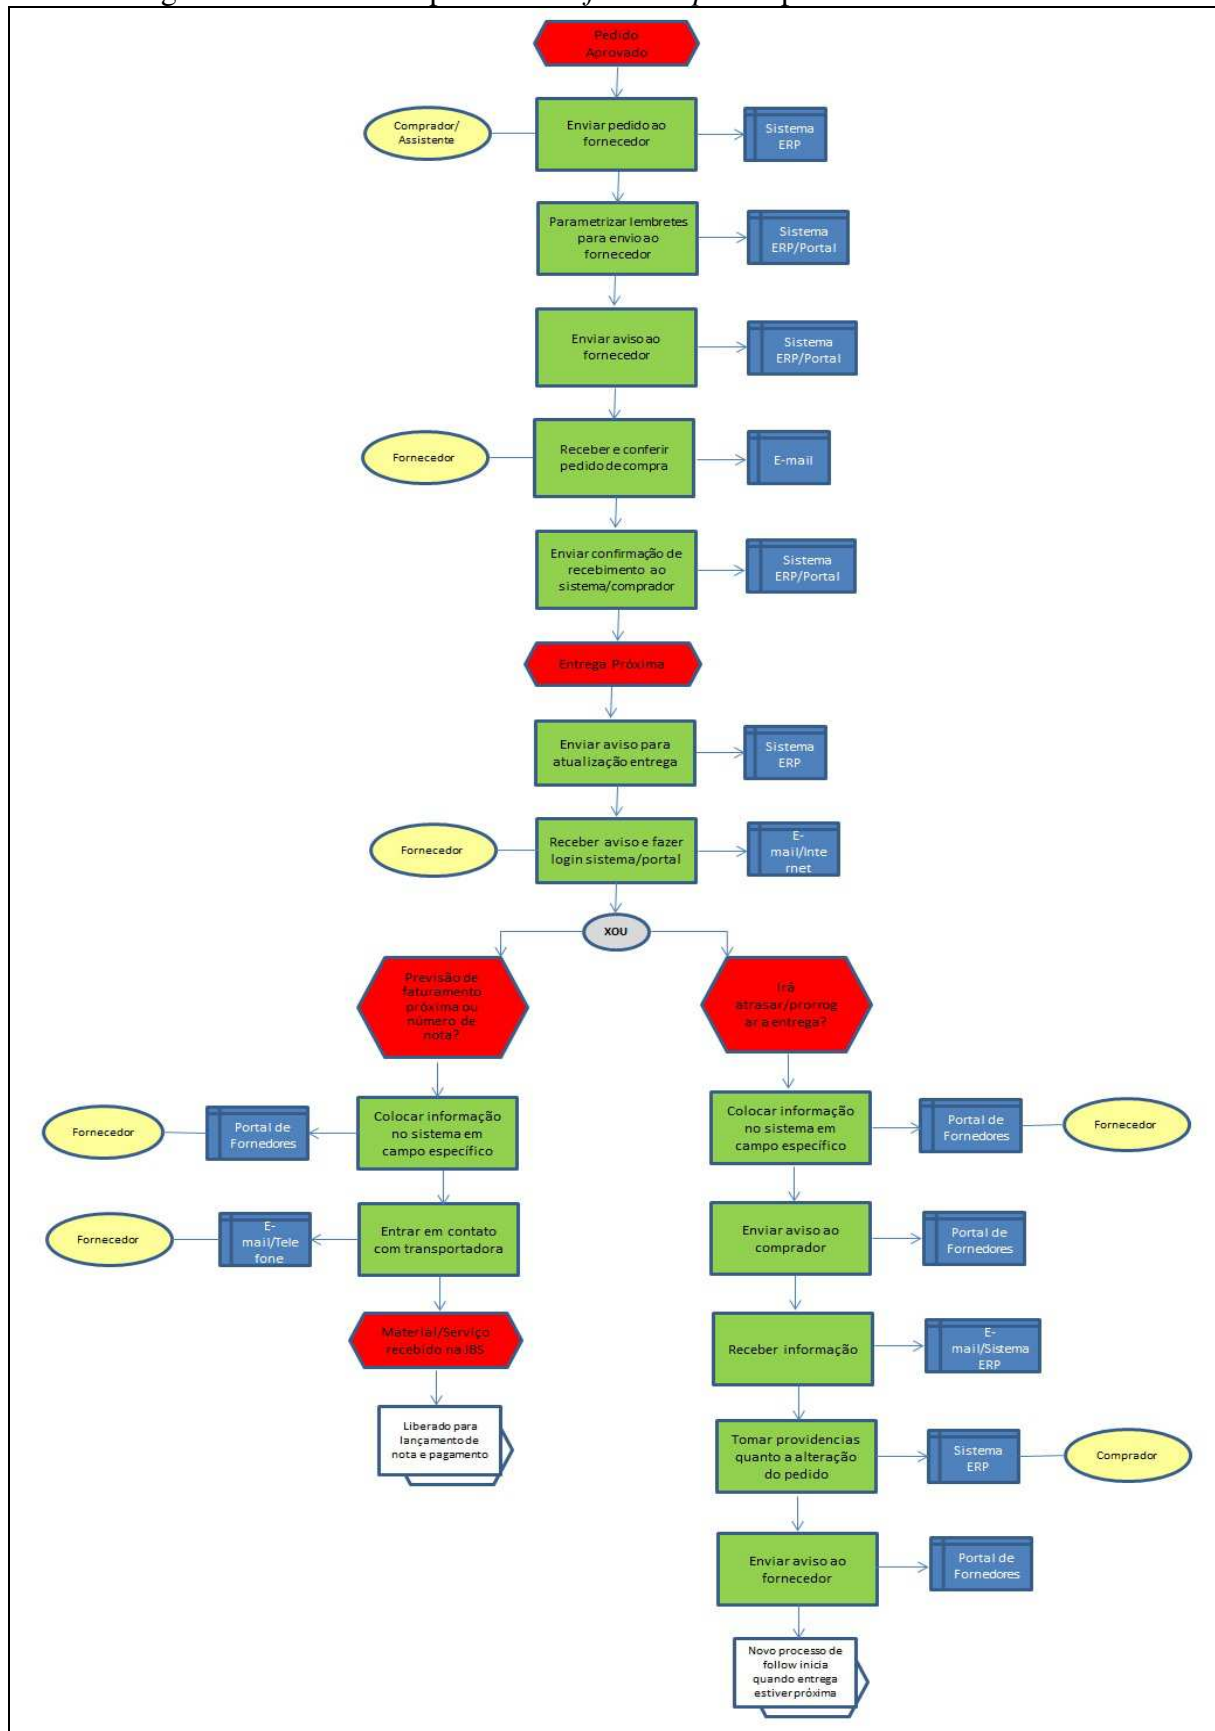 Pedido
Aprovado
Comprador/
Assistente
Enviar pedido ao
fornecedor
Sistema
ERP
Parametrizar lembretes
para envio ao
fornecedor
Sistema
ERP/Portal
Enviar aviso ao
fornecedor
Sistema
ERP/Portal
Fornecedor
Receber e conferir
pedido de compra
E-mail
Enviar confirmação de
recebimento ao
sistema/comprador
Sistema
ERP/Portal
Entrega Próxima
Enviar aviso para
atualização entrega
Sistema
ERP
Fornecedor
Receber aviso e fazer
login sistema/portal
E-
mail/Inte
rnet
XOU
Previsão de
faturamento
próxima ou
número de
nota?
Irá
atrasar/prorrog
ar a entrega?
Fornecedor
Portal de
Fornedores
Colocar informação
no sistema em
campo específico
Colocar informação
no sistema em
campo específico
Portal de
Fornedores
Fornecedor
Fornecedor
E-
mail/Tele
fone
Entrar em contato
com transportadora
Enviar aviso ao
comprador
Portal de
Fornedores
Material/Serviço
recebido na JBS
Receber informação
E-
mail/Sistema
ERP
Liberado para
lançamento de
nota e pagamento
Tomar providencias
quanto a alteração
do pedido
Sistema
ERP
Comprador
Enviar aviso ao
fornecedor
Portal de
Fornedores
Novo processo de
follow inicia
quando entrega
estiver próxima